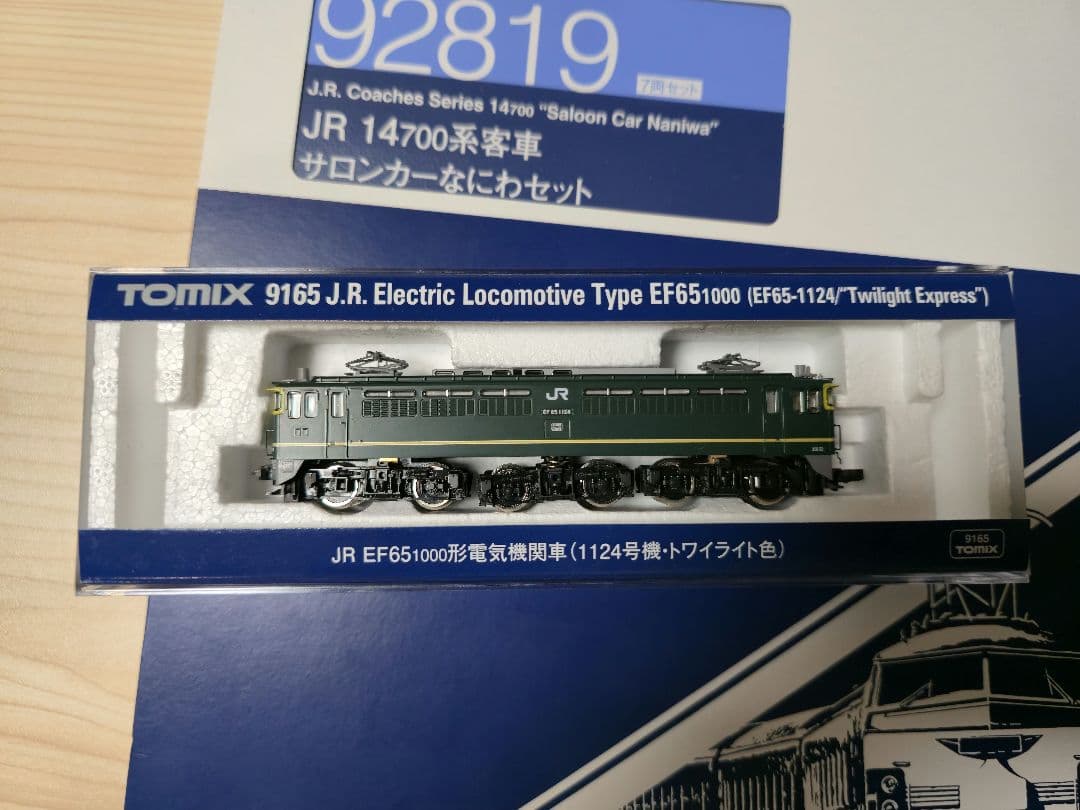 92819
7両セット
J.R. Coaches Series 14700 "Saloon Car Naniwa"
JR 14700系客車
サロンカーなにわセット
TOMIX 9165 J.R. Electric Locomotive Type EF651000 (EF65-1124/"Twilight Express")
JR
EF65 1124
JR EF651000形電気機関車(1124号機・トワイライト色)
9165
TOMIX